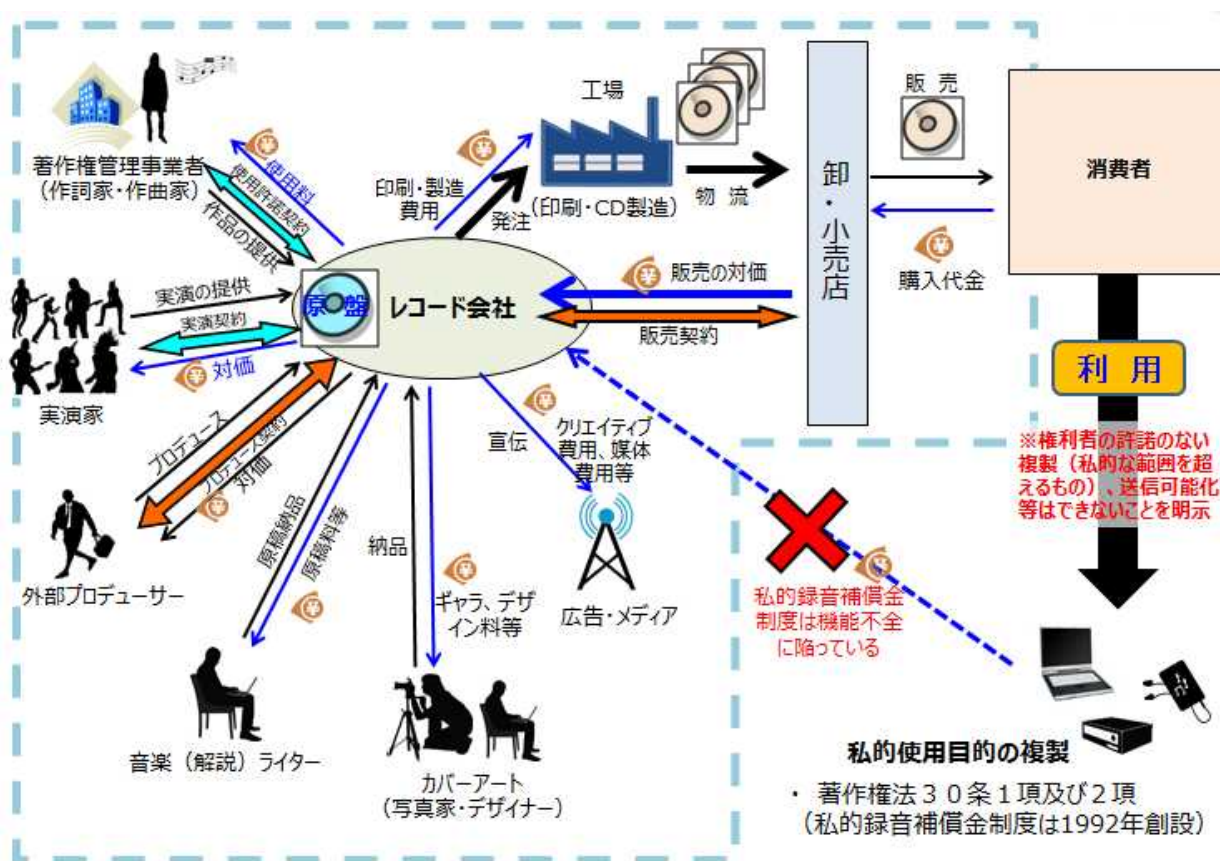 著作権管理事業者
（作詞家・作曲家）
使用料
使用許諾契約
作品の提供
印刷・製造
費用
発注
工場
（印刷・CD製造）
物 流
卸・小売店
販 売
購入代金
消費者
実演の提供
実演契約
対価
実演家
原 盤
レコード会社
販売の対価
販売契約
利 用
※権利者の許諾のない
複製（私的な範囲を超
えるもの）、送信可能化
等はできないことを明示
プロデュース
プロデュース契約
対価
外部プロデューサー
原稿納品
原稿料等
音楽（解説）ライター
納品
ギャラ、デザ
イン料等
カバーアート
（写真家・デザイナー）
宣伝
クリエイティブ
費用、媒体
費用等
広告・メディア
私的録音補償金
制度は機能不全
に陥っている
私的使用目的の複製
・ 著作権法３０条１項及び２項
（私的録音補償金制度は1992年創設）